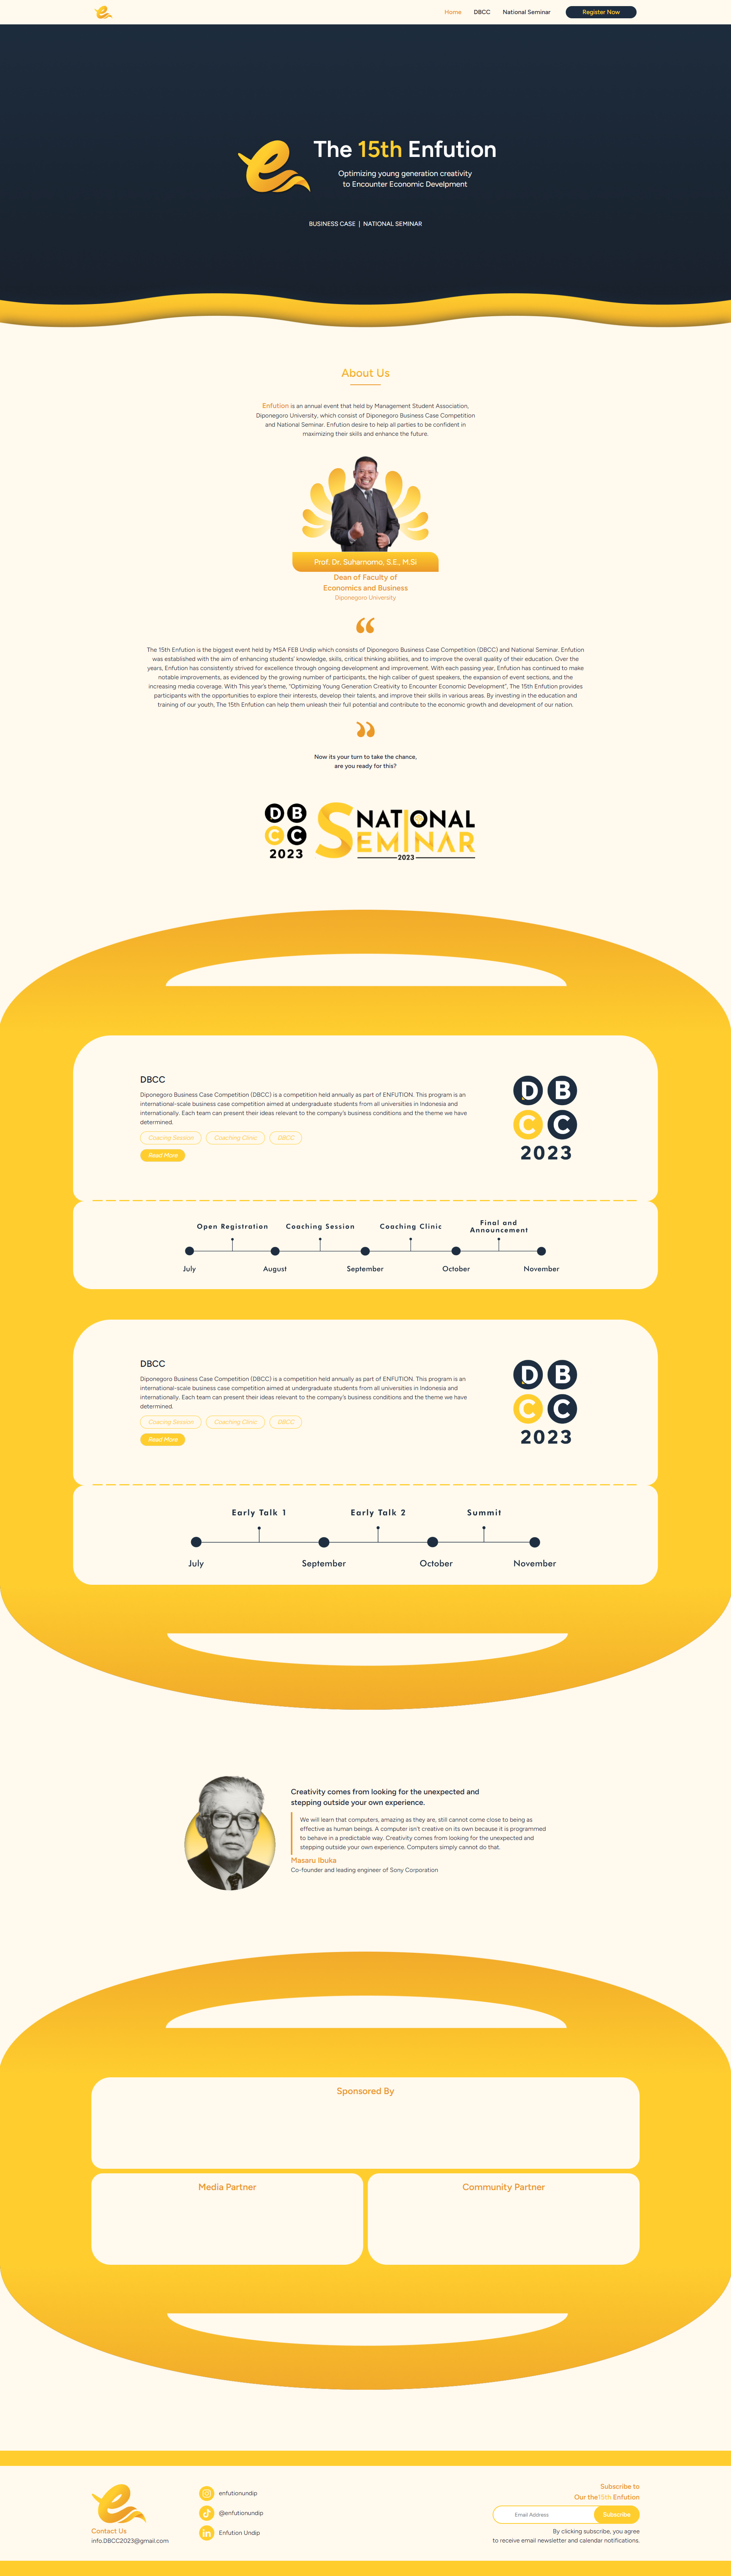 Home DBCC National Seminar Register Now
The 15th Enfution
Optimizing young generation creativity
to Encounter Economic Develpment
BUSINESS CASE | NATIONAL SEMINAR
About Us
Enfution is an annual event that held by Management Student Association,
Diponegoro University, which consist of Diponegoro Business Case Competition
and National Seminar. Enfution desire to help all parties to be confident in
maximizing their skills and enhance the future.
Prof. Dr. Suharnomo, S.E., M.Si
Dean of Faculty of
Economics and Business
Diponegoro University
“
The 15th Enfution is the biggest event held by MSA FEB Undip which consists of Diponegoro Business Case Competition (DBCC) and National Seminar. Enfution
was established with the aim of enhancing students' knowledge, skills, critical thinking abilities, and to improve the overall quality of their education. Over the
years, Enfution has consistently strived for excellence through ongoing development and improvement. With each passing year, Enfution has continued to make
notable improvements, as evidenced by the growing number of participants, the high caliber of guest speakers, the expansion of event sections, and the
increasing media coverage. With This year's theme, "Optimizing Young Generation Creativity to Encounter Economic Development", The 15th Enfution provides
participants with the opportunities to explore their interests, develop their talents, and improve their skills in various areas. By investing in the education and
training of our youth, The 15th Enfution can help them unleash their full potential and contribute to the economic growth and development of our nation.
”
Now its your turn to take the chance,
are you ready for this?
DBCC 2023
NATIONAL SEMINAR 2023
DBCC
Diponegoro Business Case Competition (DBCC) is a competition held annually as part of ENFUTION. This program is an
international-scale business case competition aimed at undergraduate students from all universities in Indonesia and
internationally. Each team can present their ideas relevant to the company's business conditions and the theme we have
determined.
Coacing Session Coaching Clinic DBCC
Read More
DBCC
2023
Open Registration Coaching Session Coaching Clinic Final and
Announcement
July August September October November
DBCC
Diponegoro Business Case Competition (DBCC) is a competition held annually as part of ENFUTION. This program is an
international-scale business case competition aimed at undergraduate students from all universities in Indonesia and
internationally. Each team can present their ideas relevant to the company's business conditions and the theme we have
determined.
Coacing Session Coaching Clinic DBCC
Read More
DBCC
2023
Early Talk 1 Early Talk 2 Summit
July September October November
Creativity comes from looking for the unexpected and
stepping outside your own experience.
We will learn that computers, amazing as they are, still cannot come close to being as
effective as human beings. A computer isn't creative on its own because it is programmed
to behave in a predictable way. Creativity comes from looking for the unexpected and
stepping outside your own experience. Computers simply cannot do that.
Masaru Ibuka
Co-founder and leading engineer of Sony Corporation
Sponsored By
Media Partner Community Partner
Contact Us
info.DBCC2023@gmail.com
enfutionundip
@enfutionundip
Enfution Undip
Subscribe to
Our the15th Enfution
Email Address Subscribe
By clicking subscribe, you agree
to receive email newsletter and calendar notifications.